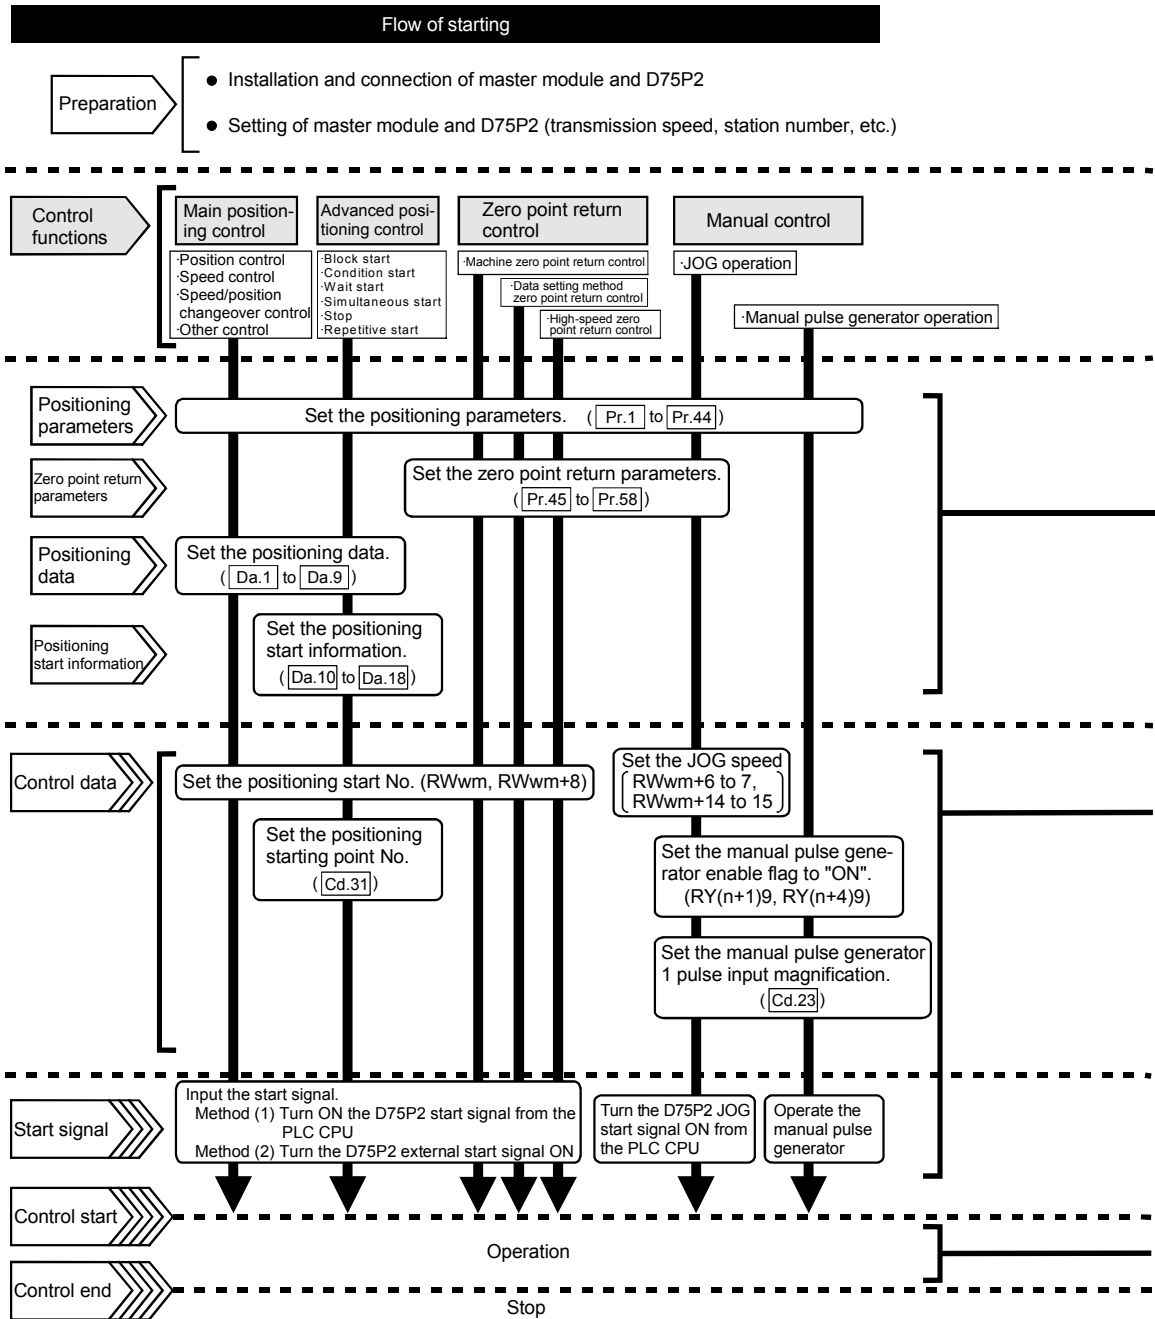 Flow of starting
Preparation
● Installation and connection of master module and D75P2
● Setting of master module and D75P2 (transmission speed, station number, etc.)
Control
functions
Main position-
ing control
·Position control
·Speed control
·Speed/position
changeover control
·Other control
Advanced posi-
tioning control
·Block start
·Condition start
·Wait start
·Simultaneous start
·Stop
·Repetitive start
Zero point return
control
·Machine zero point return control
·Data setting method
zero point return control
·High-speed zero
point return control
Manual control
·JOG operation
·Manual pulse generator operation
Positioning
parameters
Set the positioning parameters. ( Pr.1 to Pr.44 )
Zero point return
parameters
Set the zero point return parameters.
( Pr.45 to Pr.58 )
Positioning
data
Set the positioning data.
( Da.1 to Da.9 )
Positioning
start information
Set the positioning
start information.
( Da.10 to Da.18 )
Control data
Set the positioning start No. (RWwm, RWwm+8)
Set the JOG speed
[ RWwm+6 to 7,
RWwm+14 to 15 ]
Set the positioning
starting point No.
( Cd.31 )
Set the manual pulse gene-
rator enable flag to "ON".
(RY(n+1)9, RY(n+4)9)
Set the manual pulse generator
1 pulse input magnification.
( Cd.23 )
Start signal
Input the start signal.
Method (1) Turn ON the D75P2 start signal from the
PLC CPU
Method (2) Turn the D75P2 external start signal ON
Turn the D75P2 JOG
start signal ON from
the PLC CPU
Operate the
manual pulse
generator
Control start
Operation
Control end
Stop